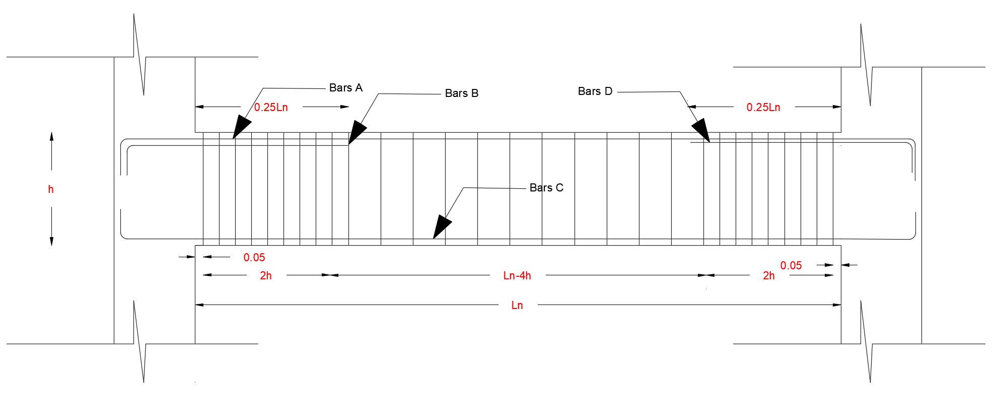 Bars A
Bars B
Bars D
0.25Ln
0.25Ln
h
Bars C
0.05
0.05
2h
Ln-4h
2h
Ln